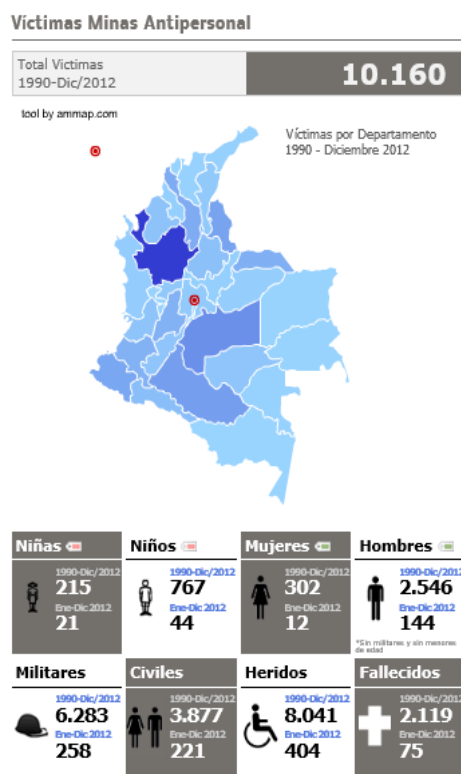 Víctimas Minas Antipersonal
Total Victimas
1990-Dic/2012
10.160
tool by ammap.com
Víctimas por Departamento
1990 - Diciembre 2012
Niñas
1990-Dic/2012
215
Ene-Dic 2012
21
Niños
1990-Dic/2012
767
Ene-Dic 2012
44
Mujeres
1990-Dic/2012
302
Ene-Dic 2012
12
Hombres
1990-Dic/2012
2.546
Ene-Dic 2012
144
*Sin militares y sin menores
de edad
Militares
1990-Dic/2012
6.283
Ene-Dic 2012
258
Civiles
1990-Dic/2012
3.877
Ene-Dic 2012
221
Heridos
1990-Dic/2012
8.041
Ene-Dic 2012
404
Fallecidos
1990-Dic/2012
2.119
Ene-Dic 2012
75